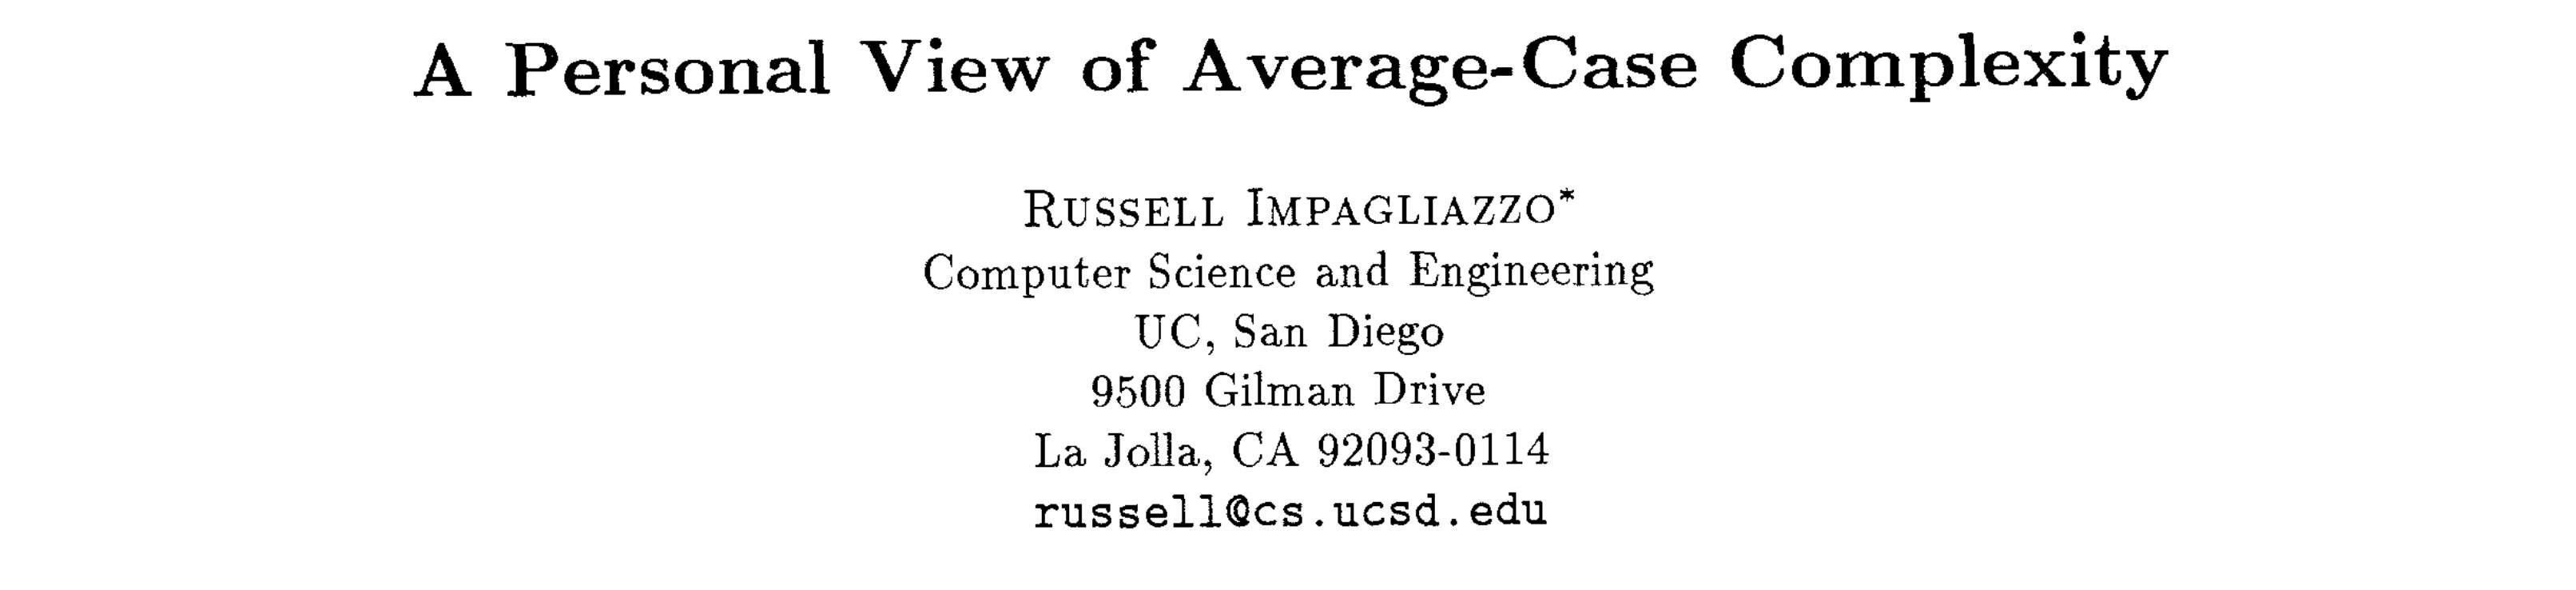 A Personal View of Average-Case Complexity
RUSSELL IMPAGLIAZZO*
Computer Science and Engineering
UC, San Diego
9500 Gilman Drive
La Jolla, CA 92093-0114
russell@cs.ucsd.edu